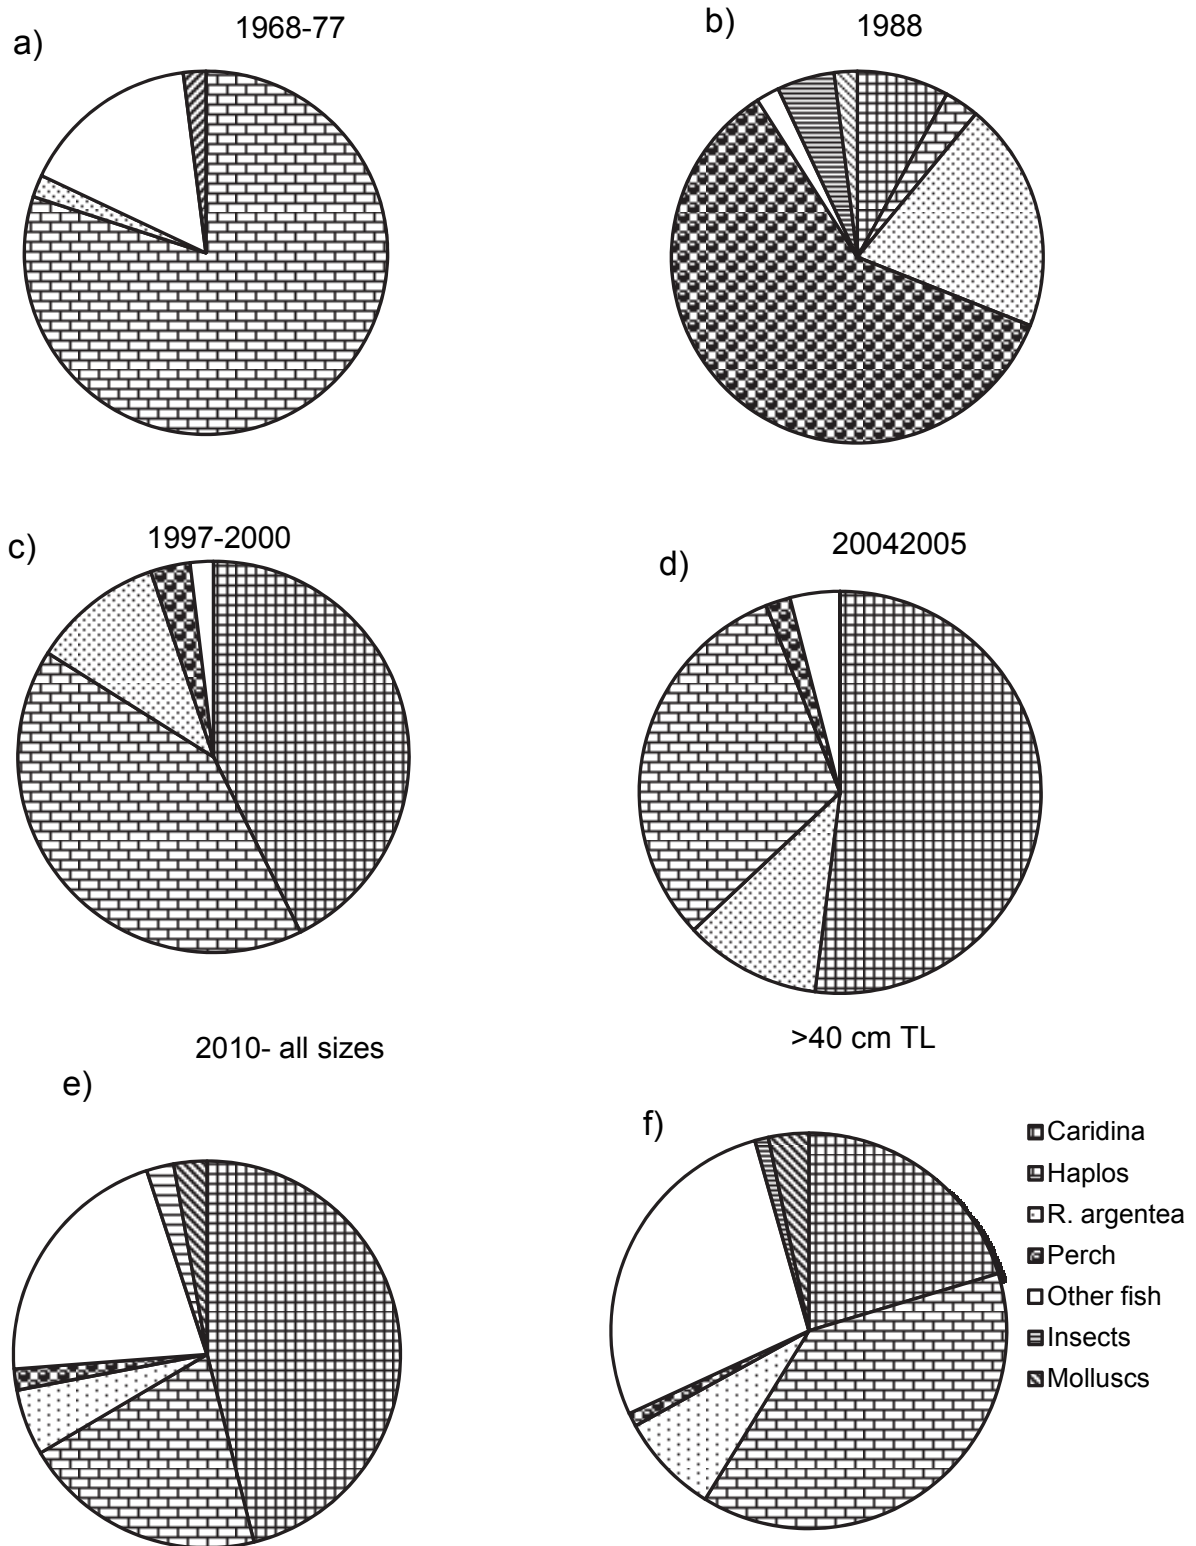 a)
1968-77
b)
1988
c)
1997-2000
d)
20042005
e)
2010- all sizes
f)
>40 cm TL
Caridina
Haplos
R. argentea
Perch
Other fish
Insects
Molluscs